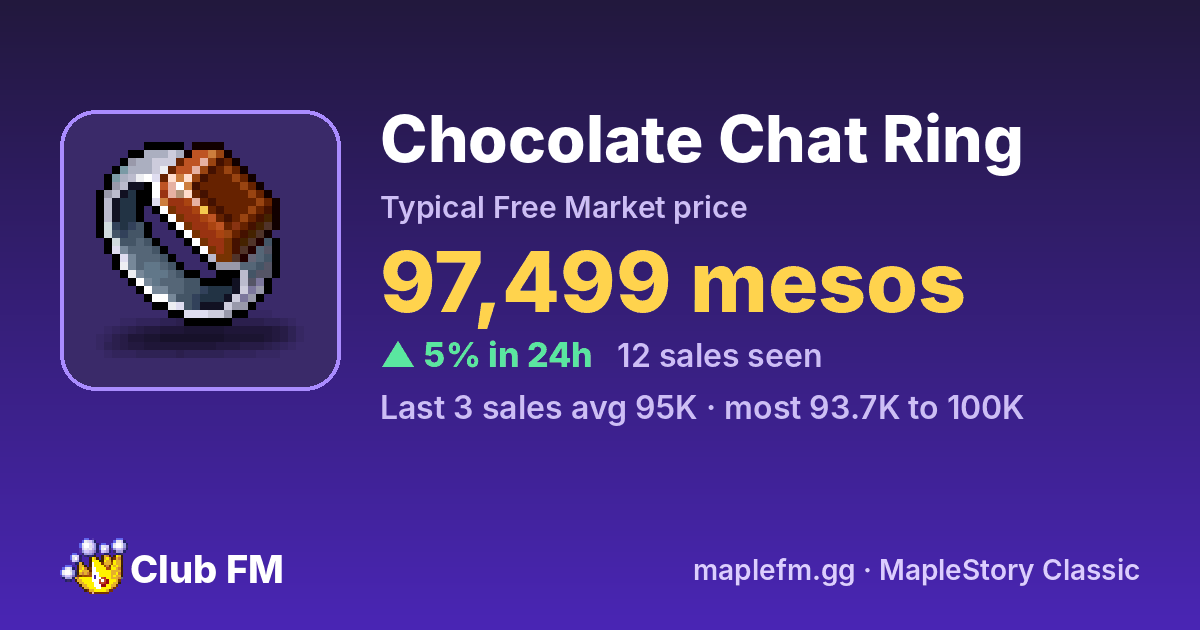 Chocolate Chat Ring
Typical Free Market price
97,499 mesos
▲ 5% in 24h 12 sales seen
Last 3 sales avg 95K · most 93.7K to 100K
Club FM
maplefm.gg · MapleStory Classic